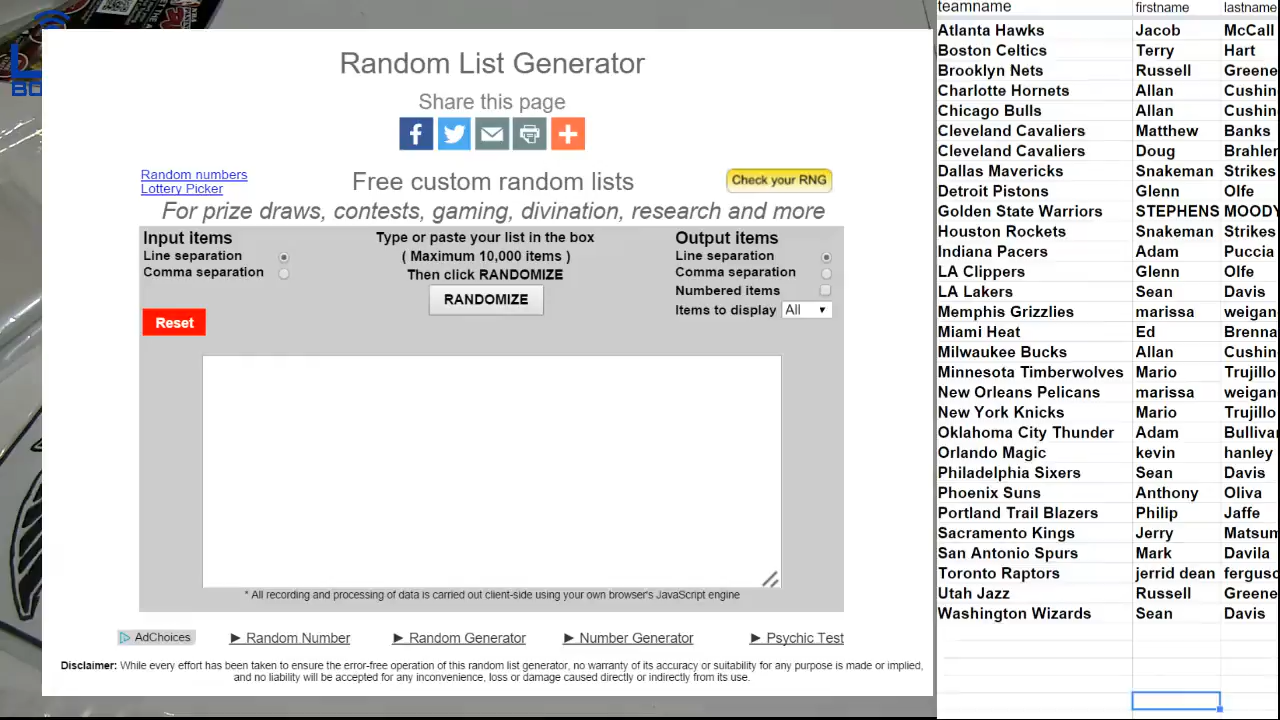 Random List Generator
Share this page
Random numbers
Lottery Picker
Free custom random lists
Check your RNG
For prize draws, contests, gaming, divination, research and more
Input items
Line separation
Comma separation
Reset
Type or paste your list in the box
( Maximum 10,000 items )
Then click RANDOMIZE
RANDOMIZE
Output items
Line separation
Comma separation
Numbered items
Items to display All
* All recording and processing of data is carried out client-side using your own browser's JavaScript engine
AdChoices
► Random Number
► Random Generator
► Number Generator
► Psychic Test
Disclaimer: While every effort has been taken to ensure the error-free operation of this random list generator, no warranty of its accuracy or suitability for any purpose is made or implied,
and no liability will be accepted for any inconvenience, loss or damage caused directly or indirectly from its use.
teamname firstname lastname
Atlanta Hawks Jacob McCall
Boston Celtics Terry Hart
Brooklyn Nets Russell Greene
Charlotte Hornets Allan Cushin
Chicago Bulls Allan Cushin
Cleveland Cavaliers Matthew Banks
Cleveland Cavaliers Doug Brahler
Dallas Mavericks Snakeman Strikes
Detroit Pistons Glenn Olfe
Golden State Warriors STEPHENS MOODY
Houston Rockets Snakeman Strikes
Indiana Pacers Adam Puccia
LA Clippers Glenn Olfe
LA Lakers Sean Davis
Memphis Grizzlies marissa weigan
Miami Heat Ed Brenna
Milwaukee Bucks Allan Cushin
Minnesota Timberwolves Mario Trujillo
New Orleans Pelicans marissa weigan
New York Knicks Mario Trujillo
Oklahoma City Thunder Adam Bulliva
Orlando Magic kevin hanley
Philadelphia Sixers Sean Davis
Phoenix Suns Anthony Oliva
Portland Trail Blazers Philip Jaffe
Sacramento Kings Jerry Matsum
San Antonio Spurs Mark Davila
Toronto Raptors jerrid dean fergusc
Utah Jazz Russell Greene
Washington Wizards Sean Davis